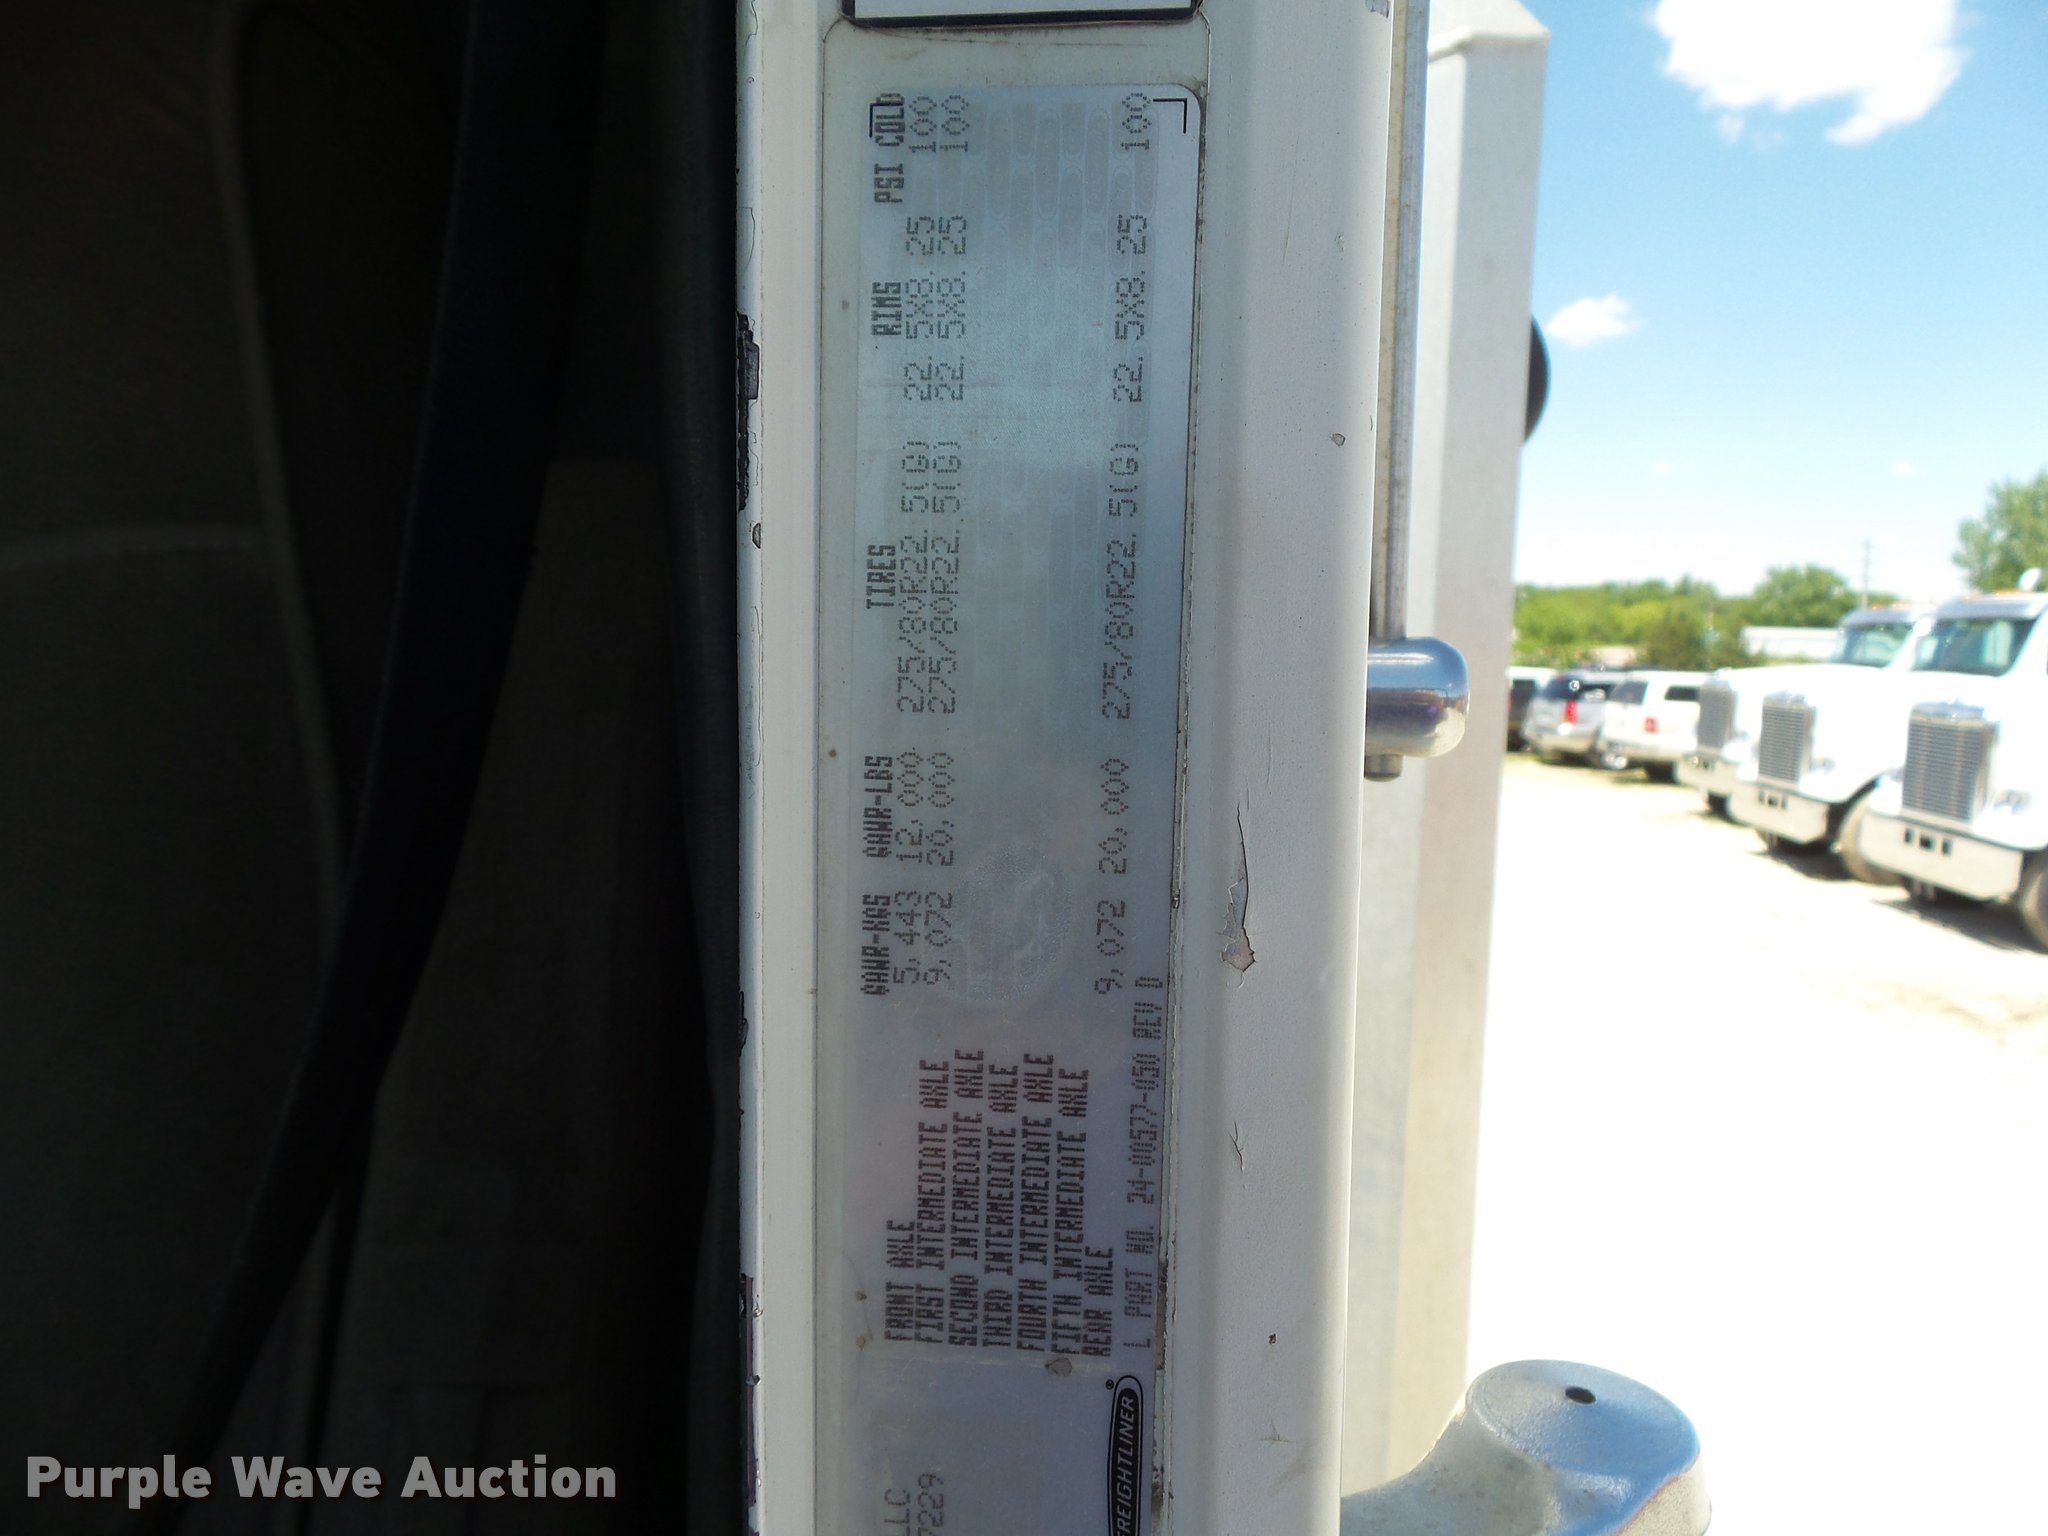 GAWR-KGS GAWR-LBS TIRES RIMS PSI COLD
FRONT AXLE 5,443 12,000 275/80R22.5(G) 22.5X8.25 100
FIRST INTERMEDIATE AXLE 9,072 20,000 275/80R22.5(G) 22.5X8.25 100
SECOND INTERMEDIATE AXLE
THIRD INTERMEDIATE AXLE
FOURTH INTERMEDIATE AXLE
FIFTH INTERMEDIATE AXLE
REAR AXLE 9,072 20,000 275/80R22.5(G) 22.5X8.25 100
L PART NO. 24-00577-050 REV D
LLC
7229
FREIGHTLINER®
Purple Wave Auction